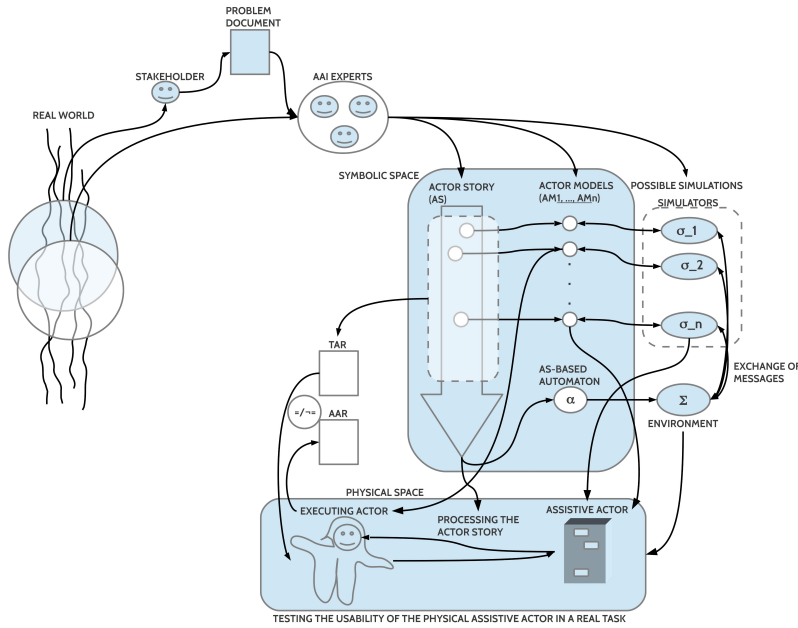 PROBLEM
DOCUMENT
STAKEHOLDER
AAI EXPERTS
REAL WORLD
SYMBOLIC SPACE
ACTOR STORY
(AS)
ACTOR MODELS
(AM1, ..., AMn)
POSSIBLE SIMULATIONS
SIMULATORS
σ_1
σ_2
σ_n
TAR
=/¬=
AAR
AS-BASED
AUTOMATON
α
Σ
EXCHANGE OF
MESSAGES
ENVIRONMENT
PHYSICAL SPACE
EXECUTING ACTOR
PROCESSING THE
ACTOR STORY
ASSISTIVE ACTOR
TESTING THE USABILITY OF THE PHYSICAL ASSISTIVE ACTOR IN A REAL TASK